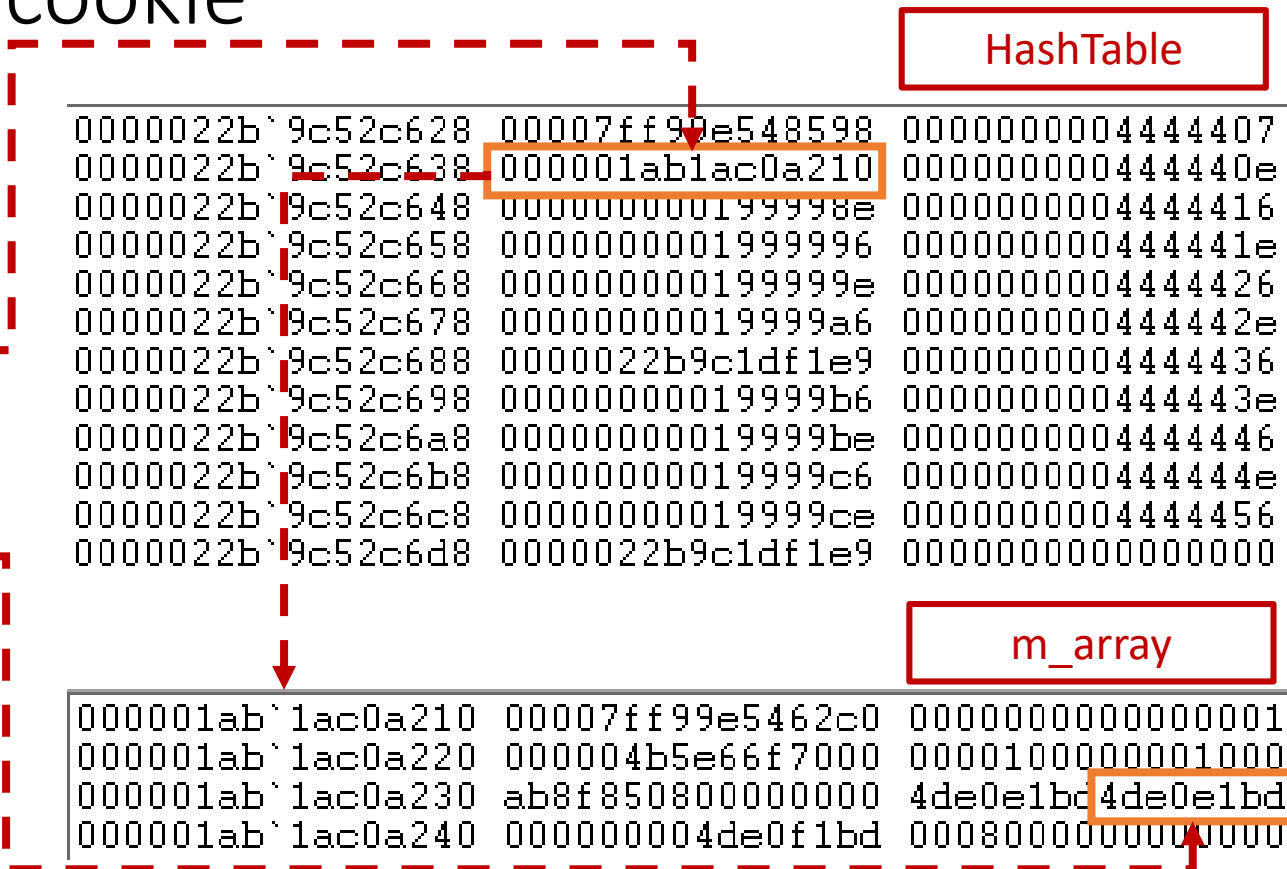 cookie
HashTable
0000022b`9c52c628 00007ff99e548598 0000000004444407
0000022b`9c52c638 000001ab1ac0a210 000000000444440e
0000022b`9c52c648 000000000199998e 0000000004444416
0000022b`9c52c658 0000000001999996 000000000444441e
0000022b`9c52c668 000000000199999e 0000000004444426
0000022b`9c52c678 00000000019999a6 000000000444442e
0000022b`9c52c688 0000022b9c1df1e9 0000000004444436
0000022b`9c52c698 00000000019999b6 000000000444443e
0000022b`9c52c6a8 00000000019999be 0000000004444446
0000022b`9c52c6b8 00000000019999c6 000000000444444e
0000022b`9c52c6c8 00000000019999ce 0000000004444456
0000022b`9c52c6d8 0000022b9c1df1e9 0000000000000000
m_array
000001ab`1ac0a210 00007ff99e5462c0 0000000000000001
000001ab`1ac0a220 000004b5e66f7000 0000100000001000
000001ab`1ac0a230 ab8f850800000000 4de0e1bd4de0e1bd
000001ab`1ac0a240 000000004de0f1bd 0008000000000000